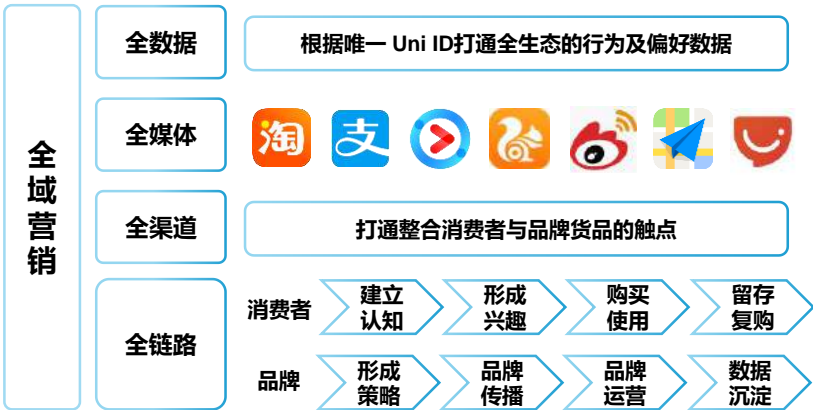 全域营销
全数据
根据唯一 Uni ID打通全生态的行为及偏好数据
全媒体
淘
支
全渠道
打通整合消费者与品牌货品的触点
全链路
消费者
建立
认知
形成
兴趣
购买
使用
留存
复购
品牌
形成
策略
品牌
传播
品牌
运营
数据
沉淀